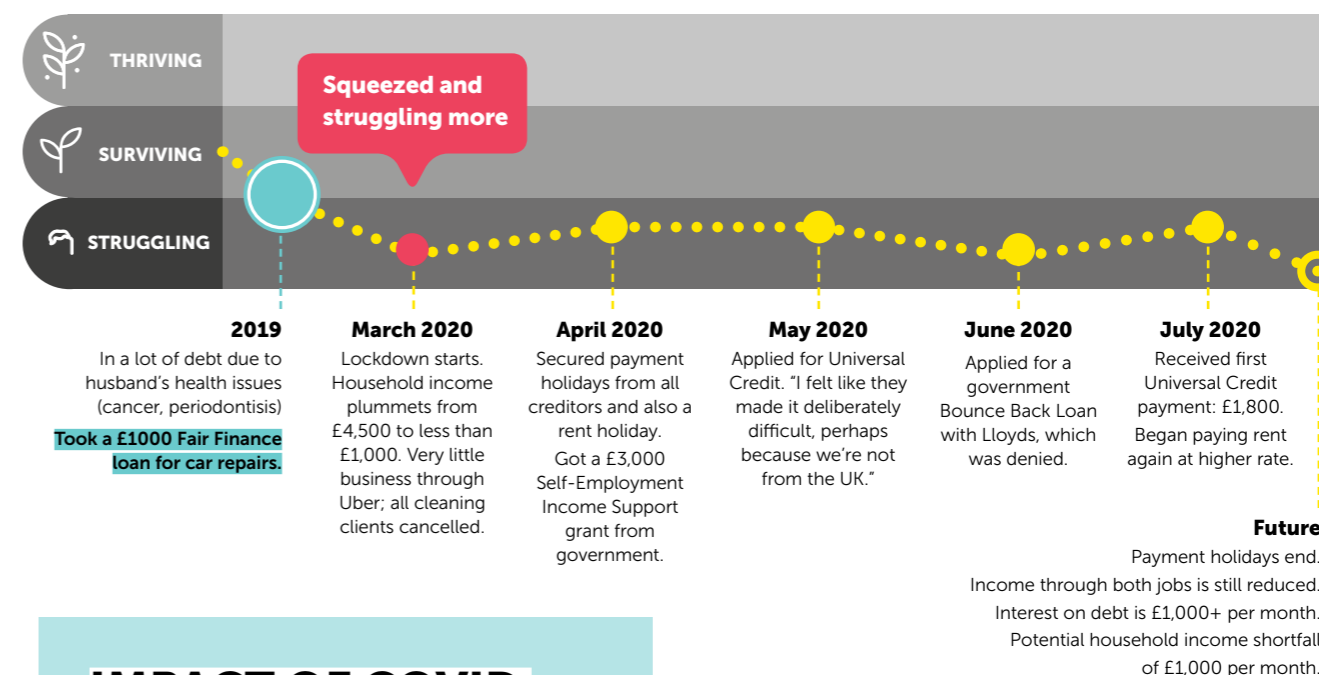 THRIVING
Squeezed and
struggling more
SURVIVING
STRUGGLING
2019
In a lot of debt due to
husband's health issues
(cancer, periodontisis)
Took a £1000 Fair Finance
loan for car repairs.
March 2020
Lockdown starts.
Household income
plummets from
£4,500 to less than
£1,000. Very little
business through
Uber; all cleaning
clients cancelled.
April 2020
Secured payment
holidays from all
creditors and also a
rent holiday.
Got a £3,000
Self-Employment
Income Support
grant from
government.
May 2020
Applied for Universal
Credit. “I felt like they
made it deliberately
difficult, perhaps
because we’re not
from the UK.”
June 2020
Applied for a
government
Bounce Back Loan
with Lloyds, which
was denied.
July 2020
Received first
Universal Credit
payment: £1,800.
Began paying rent
again at higher rate.
Future
Payment holidays end.
Income through both jobs is still reduced.
Interest on debt is £1,000+ per month.
Potential household income shortfall
of £1,000 per month.
IMPACT OF COVID